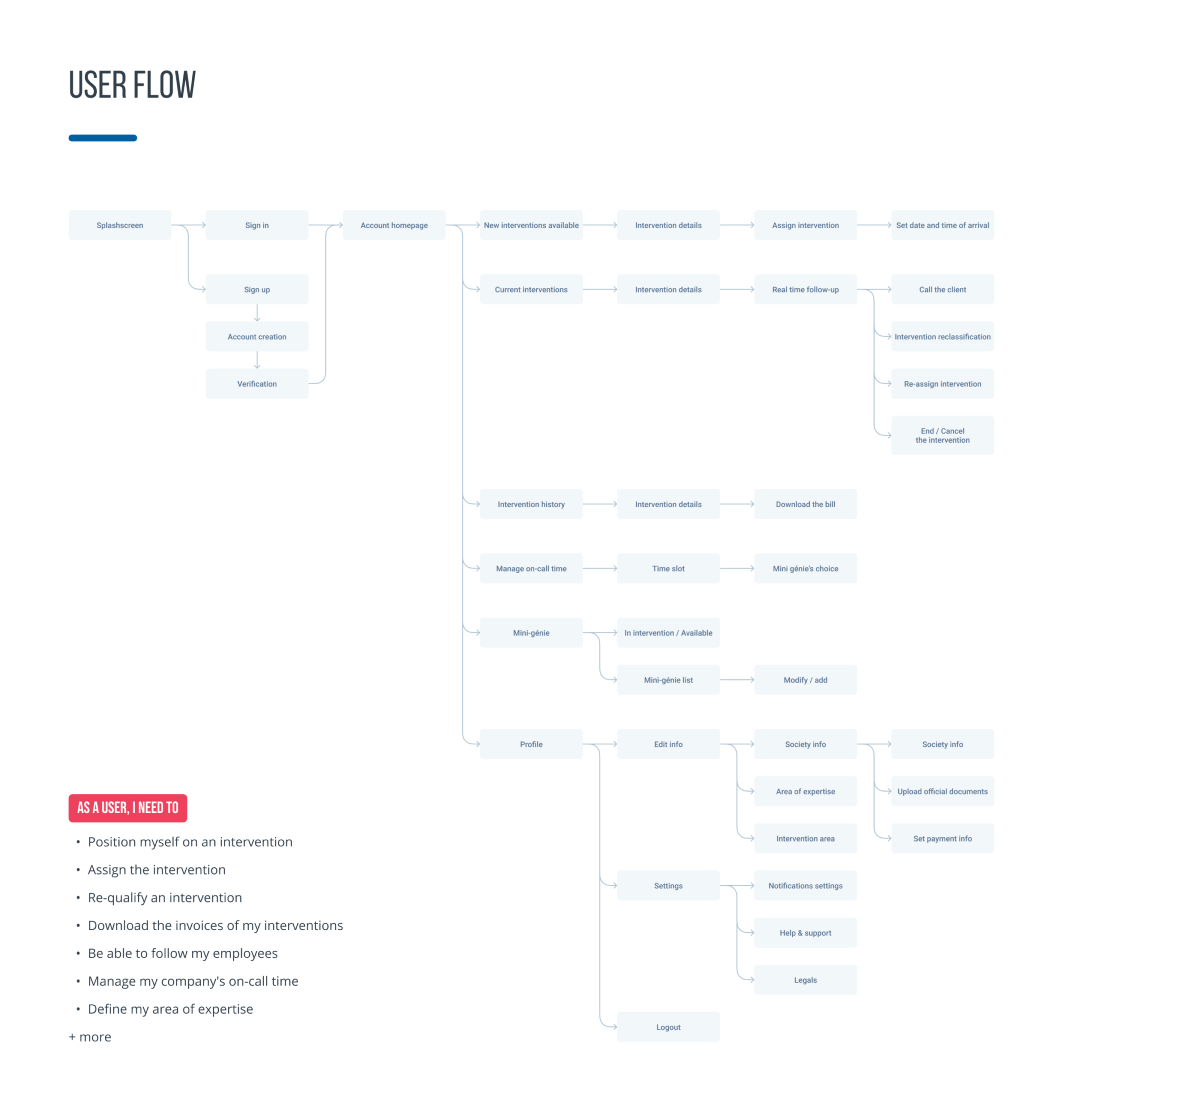 USER FLOW
Splashscreen
Sign in
Account homepage
New interventions available
Intervention details
Assign intervention
Set date and time of arrival
Sign up
Current interventions
Intervention details
Real time follow-up
Call the client
Account creation
Intervention reclassification
Verification
Re-assign intervention
End / Cancel
the intervention
Intervention history
Intervention details
Download the bill
Manage on-call time
Time slot
Mini génie's choice
Mini-génie
In intervention / Available
Mini-génie list
Modify / add
Profile
Edit info
Society info
Society info
Area of expertise
Upload official documents
Intervention area
Set payment info
Settings
Notifications settings
Help & support
Legals
Logout
AS A USER, I NEED TO
• Position myself on an intervention
• Assign the intervention
• Re-qualify an intervention
• Download the invoices of my interventions
• Be able to follow my employees
• Manage my company's on-call time
• Define my area of expertise
+ more